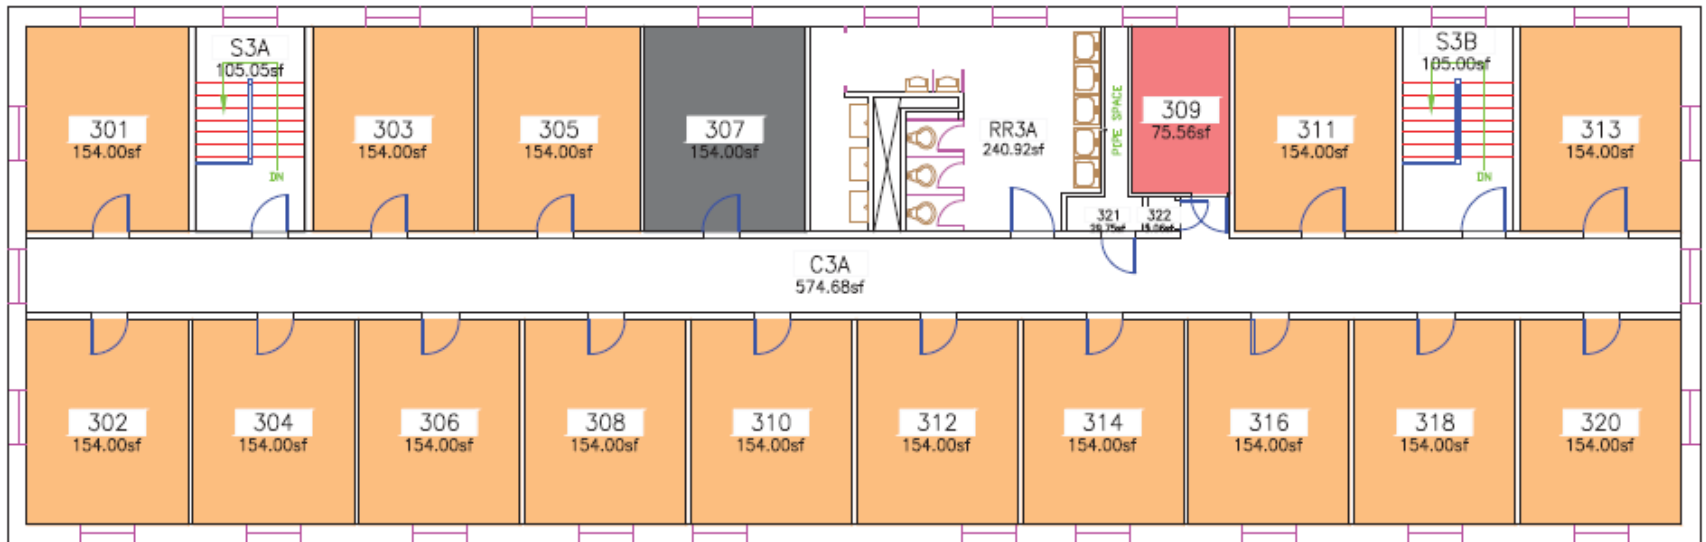 S3A
105.05sf
S3B
105.00sf
301
154.00sf
303
154.00sf
305
154.00sf
307
154.00sf
RR3A
240.92sf
PIPE SPACE
309
75.56sf
311
154.00sf
313
154.00sf
DN
DN
321
322
C3A
574.68sf
302
154.00sf
304
154.00sf
306
154.00sf
308
154.00sf
310
154.00sf
312
154.00sf
314
154.00sf
316
154.00sf
318
154.00sf
320
154.00sf